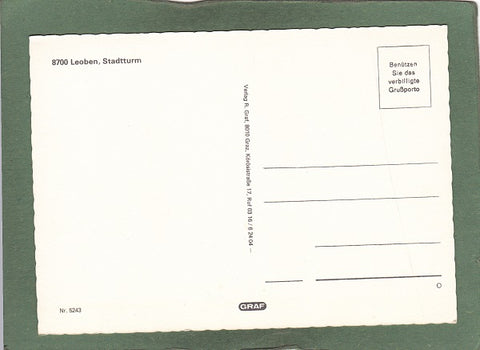 8700 Leoben, Stadtturm
Benützen
Sie das
verbilligte
Grußporto
Verlag R. Graf, 8010 Graz, Körösistraße 17, Ruf 03 16 / 6 24 04 –
Nr. 5243
GRAF